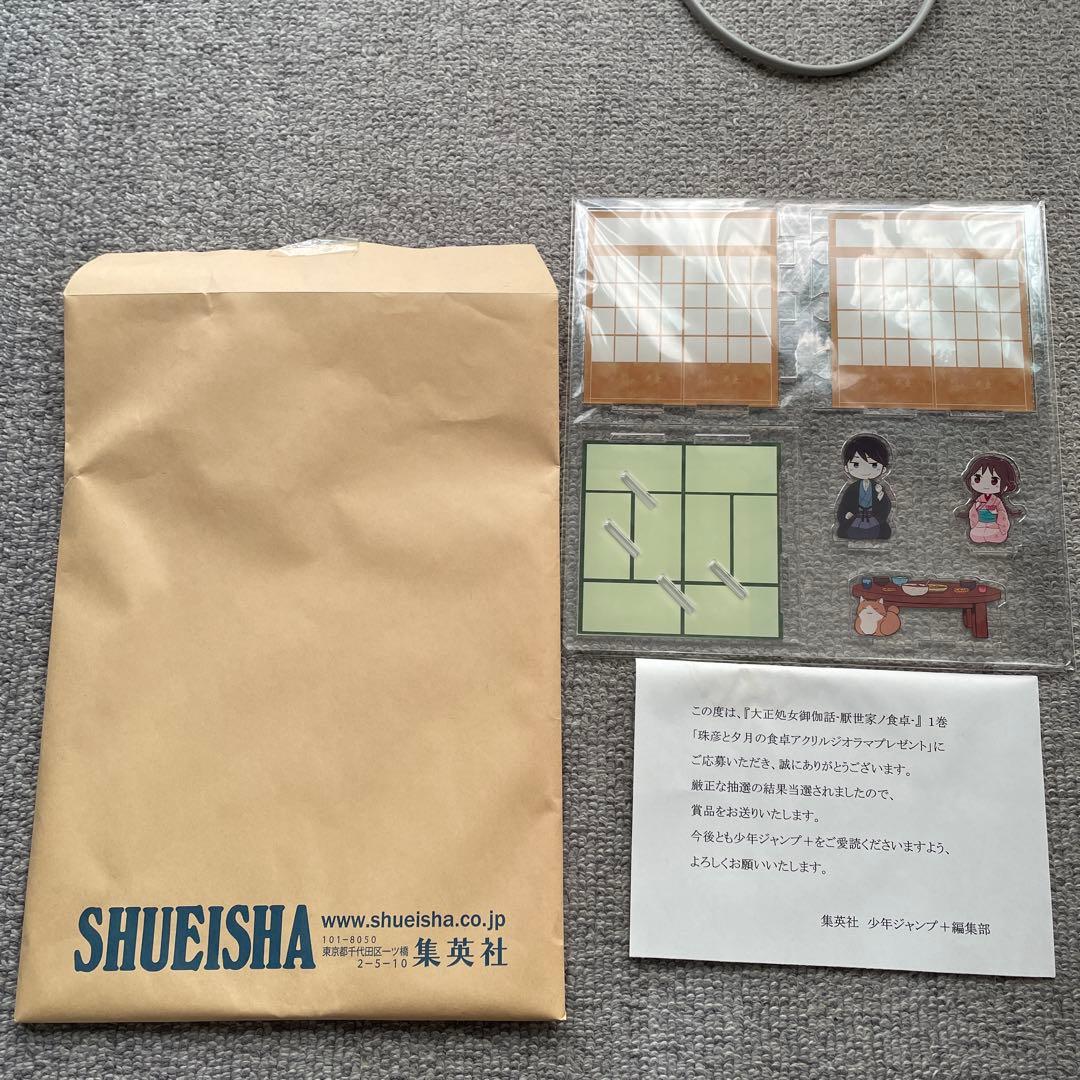 SHUEISHA
www.shueisha.co.jp
101-8050
東京都千代田区一ツ橋
2-5-10
集英社
この度は、『大正処女御伽話-厭世家ノ食卓-』 1巻
「珠彦と夕月の食卓アクリルジオラマプレゼント」に
ご応募いただき、誠にありがとうございます。
厳正な抽選の結果当選されましたので、
賞品をお送りいたします。
今後とも少年ジャンプ＋をご愛読くださいますよう、
よろしくお願いいたします。
集英社 少年ジャンプ＋編集部